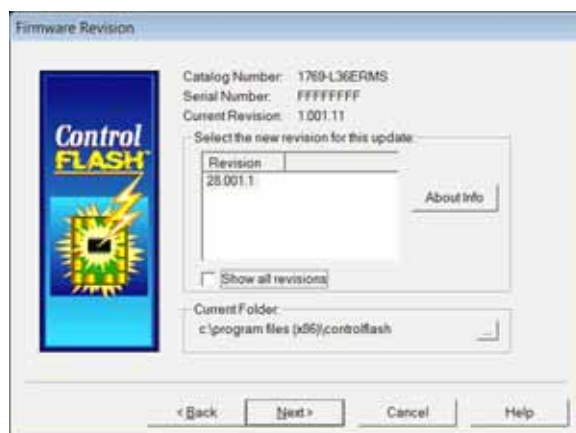 Firmware Revision
Control
FLASH™
Catalog Number: 1769-L36ERMS
Serial Number: FFFFFFFF
Current Revision: 1.001.11
Select the new revision for this update:
Revision
28.001.1
About Info
Show all revisions
Current Folder:
c:\program files (x86)\controlflash
...
< Back
Next >
Cancel
Help